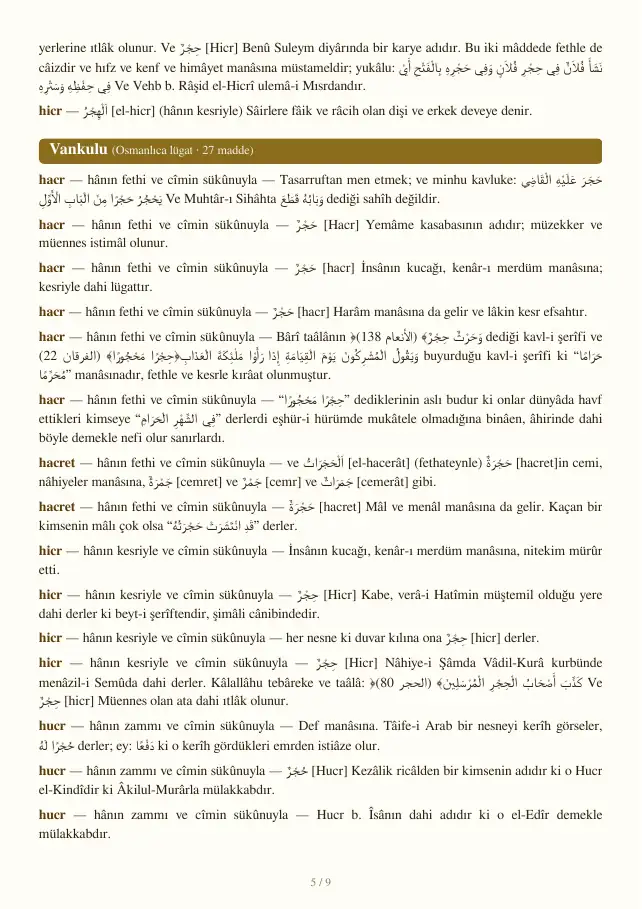 yerlerine ıtlâk olunur. Ve حِجْرٌ [Hicr] Benû Suleym diyârında bir karye adıdır. Bu iki mâddede fethle de
câizdir ve hıfz ve kenf ve himâyet manâsına müstameldir; yukâlu: نَشَأَ فُلَانٌ فِي حِجْرِ فُلَانٍ وَفِي حَجْرِهِ بِالْفَتْحِ أَيْ
فِي حِفْظِهِ وَسَتْرِهِ Ve Vehb b. Râşid el-Hicrî ulemâ-i Mısrdandır.
hicr — اَلْهِجْرُ [el-hicr] (hânın kesriyle) Sâirlere fâik ve râcih olan dişi ve erkek deveye denir.
Vankulu (Osmanlıca lügat · 27 madde)
hacr — hânın fethi ve cîmin sükûnuyla — Tasarruftan men etmek; ve minhu kavluke: حَجَرَ عَلَيْهِ الْقَاضِي
يَحْجُرُ حَجْرًا مِنَ الْبَابِ الْأَوَّلِ Ve Muhtâr-ı Sihâhta وَبَابُهُ قَطَعَ dediği sahîh değildir.
hacr — hânın fethi ve cîmin sükûnuyla — حَجْرٌ [Hacr] Yemâme kasabasının adıdır; müzekker ve
müennes istimâl olunur.
hacr — hânın fethi ve cîmin sükûnuyla — حَجْرٌ [hacr] İnsânın kucağı, kenâr-ı merdüm manâsına;
kesriyle dahi lügattır.
hacr — hânın fethi ve cîmin sükûnuyla — حَجْرٌ [hacr] Harâm manâsına da gelir ve lâkin kesr efsahtır.
hacr — hânın fethi ve cîmin sükûnuyla — Bârî taâlânın ﴿وَحَرْثٌ حِجْرٌ﴾ (الأنعام 138) dediği kavl-i şerîfi ve
وَيَقُولُ الْمُشْرِكُونَ يَوْمَ الْقِيَامَةِ إِذَا رَأَوْا مَلٰئِكَةَ الْعَذَابِ﴿حِجْرًا مَحْجُورًا﴾ (الفرقان 22) buyurduğu kavl-i şerîfi ki “حَرَامًا
مُحَرَّمًا” manâsınadır, fethle ve kesrle kırâat olunmuştur.
hacr — hânın fethi ve cîmin sükûnuyla — “حِجْرًا مَحْجُورًا” dediklerinin aslı budur ki onlar dünyâda havf
ettikleri kimseye “فِي الشَّهْرِ الْحَرَامِ” derlerdi eşhür-i hürümde mukâtele olmadığına binâen, âhirinde dahi
böyle demekle nefi olur sanırlardı.
hacret — hânın fethi ve cîmin sükûnuyla — ve اَلْحَجَرَاتُ [el-hacerât] (fethateynle) حَجْرَةٌ [hacret]in cemi,
nâhiyeler manâsına, جَمْرَةٌ [cemret] ve جَمْرٌ [cemr] ve جَمَرَاتٌ [cemerât] gibi.
hacret — hânın fethi ve cîmin sükûnuyla — حَجْرَةٌ [hacret] Mâl ve menâl manâsına da gelir. Kaçan bir
kimsenin mâlı çok olsa “قَدِ انْتَشَرَتْ حَجْرَتُهُ” derler.
hicr — hânın kesriyle ve cîmin sükûnuyla — İnsânın kucağı, kenâr-ı merdüm manâsına, nitekim mürûr
etti.
hicr — hânın kesriyle ve cîmin sükûnuyla — حِجْرٌ [Hicr] Kabe, verâ-i Hatîmin müştemil olduğu yere
dahi derler ki beyt-i şerîftendir, şimâli cânibindedir.
hicr — hânın kesriyle ve cîmin sükûnuyla — her nesne ki duvar kılına ona حِجْرٌ [hicr] derler.
hicr — hânın kesriyle ve cîmin sükûnuyla — حِجْرٌ [Hicr] Nâhiye-i Şâmda Vâdil-Kurâ kurbünde
menâzil-i Semûda dahi derler. Kâlallâhu tebâreke ve taâlâ: ﴿كَذَّبَ أَصْحَابُ الْحِجْرِ الْمُرْسَلِينَ﴾ (الحجر 80) Ve
حِجْرٌ [hicr] Müennes olan ata dahi ıtlâk olunur.
hucr — hânın zammı ve cîmin sükûnuyla — Def manâsına. Tâife-i Arab bir nesneyi kerîh görseler,
حُجْرًا لَهُ derler; ey: دَفْعًا ki o kerîh gördükleri emrden istiâze olur.
hucr — hânın zammı ve cîmin sükûnuyla — حُجْرٌ [Hucr] Kezâlik ricâlden bir kimsenin adıdır ki o Hucr
el-Kindîdir ki Âkilul-Murârla mülakkabdır.
hucr — hânın zammı ve cîmin sükûnuyla — Hucr b. Îsânın dahi adıdır ki o el-Edîr demekle
mülakkabdır.
5 / 9